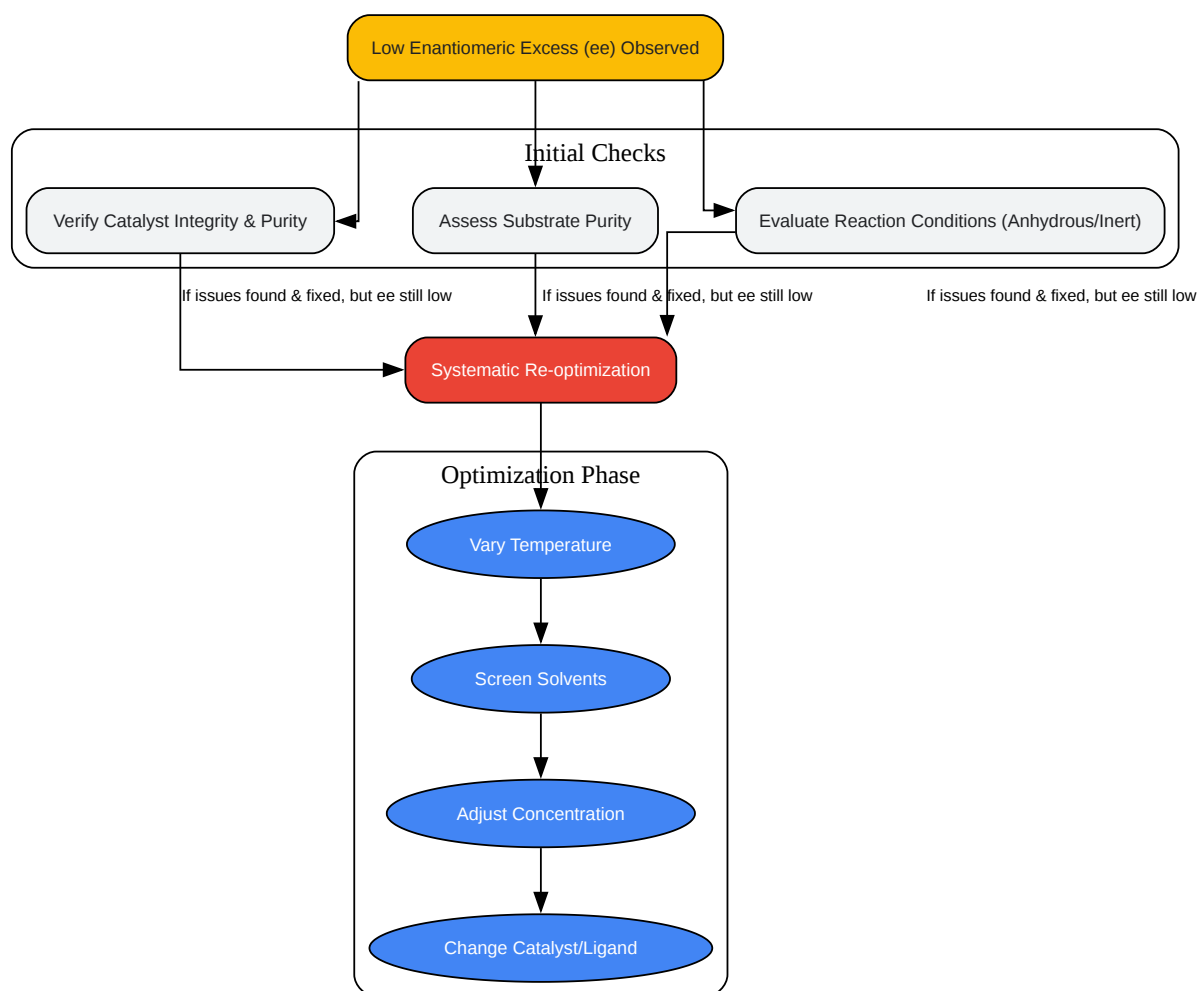 Low Enantiomeric Excess (ee) Observed
Initial Checks
Verify Catalyst Integrity & Purity
Assess Substrate Purity
Evaluate Reaction Conditions (Anhydrous/Inert)
If issues found & fixed, but ee still low
If issues found & fixed, but ee still low
If issues found & fixed, but ee still low
Systematic Re-optimization
Optimization Phase
Vary Temperature
Screen Solvents
Adjust Concentration
Change Catalyst/Ligand